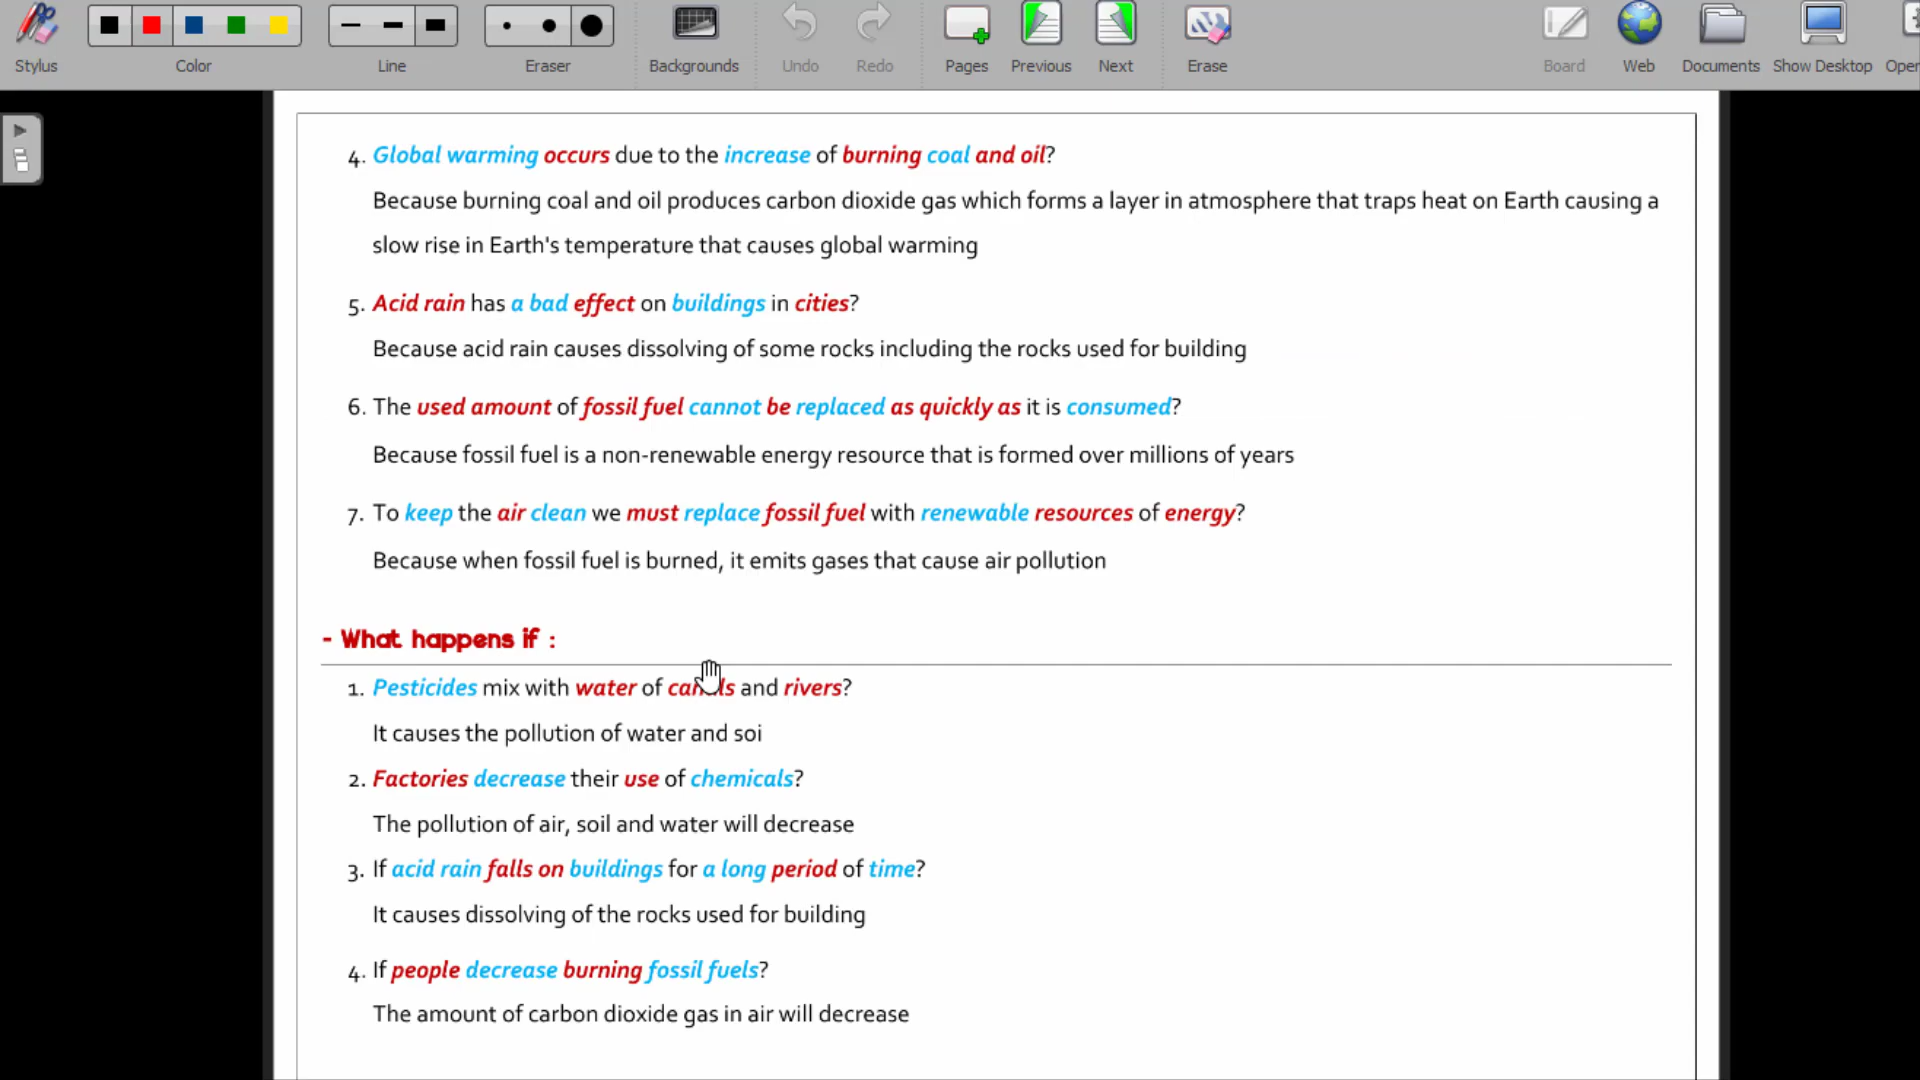 Stylus Color Line Eraser Backgrounds Undo Redo Pages Previous Next Erase Board Web Documents Show Desktop Oper
4. Global warming occurs due to the increase of burning coal and oil?
Because burning coal and oil produces carbon dioxide gas which forms a layer in atmosphere that traps heat on Earth causing a
slow rise in Earth's temperature that causes global warming
5. Acid rain has a bad effect on buildings in cities?
Because acid rain causes dissolving of some rocks including the rocks used for building
6. The used amount of fossil fuel cannot be replaced as quickly as it is consumed?
Because fossil fuel is a non-renewable energy resource that is formed over millions of years
7. To keep the air clean we must replace fossil fuel with renewable resources of energy?
Because when fossil fuel is burned, it emits gases that cause air pollution
- What happens if :
1. Pesticides mix with water of canals and rivers?
It causes the pollution of water and soi
2. Factories decrease their use of chemicals?
The pollution of air, soil and water will decrease
3. If acid rain falls on buildings for a long period of time?
It causes dissolving of the rocks used for building
4. If people decrease burning fossil fuels?
The amount of carbon dioxide gas in air will decrease